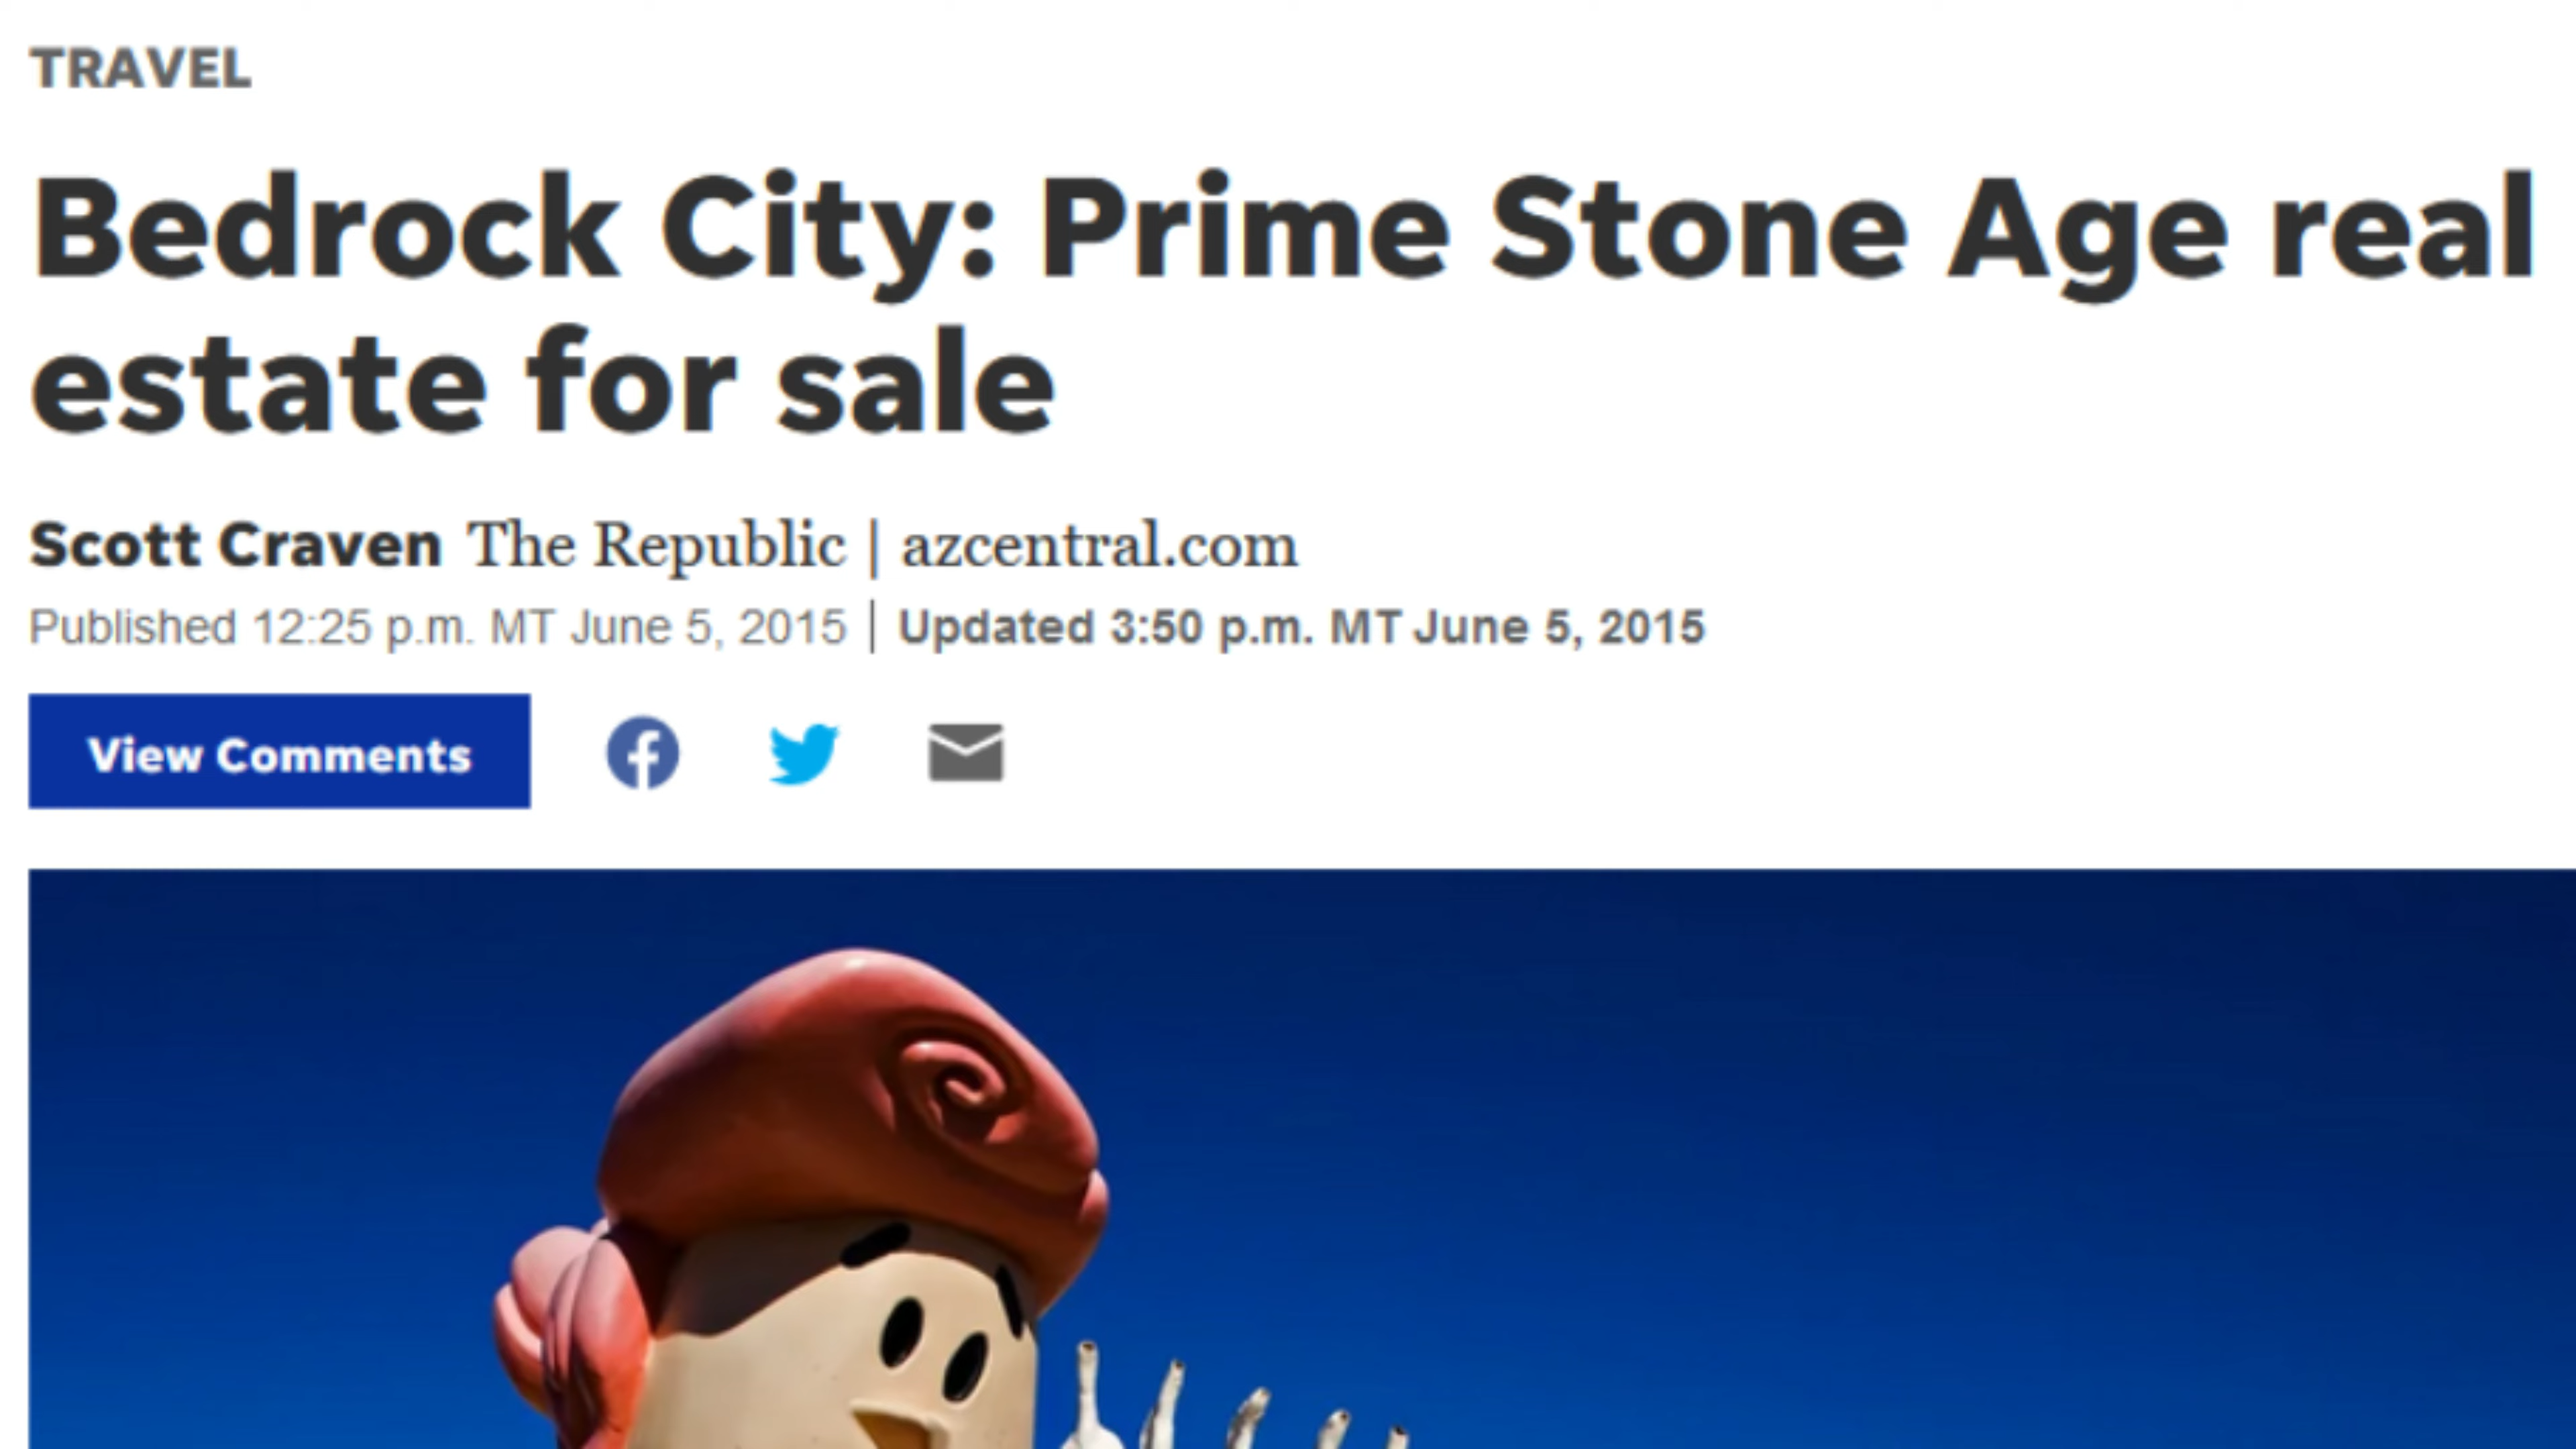 TRAVEL
Bedrock City: Prime Stone Age real
estate for sale
Scott Craven The Republic | azcentral.com
Published 12:25 p.m. MT June 5, 2015 | Updated 3:50 p.m. MT June 5, 2015
View Comments